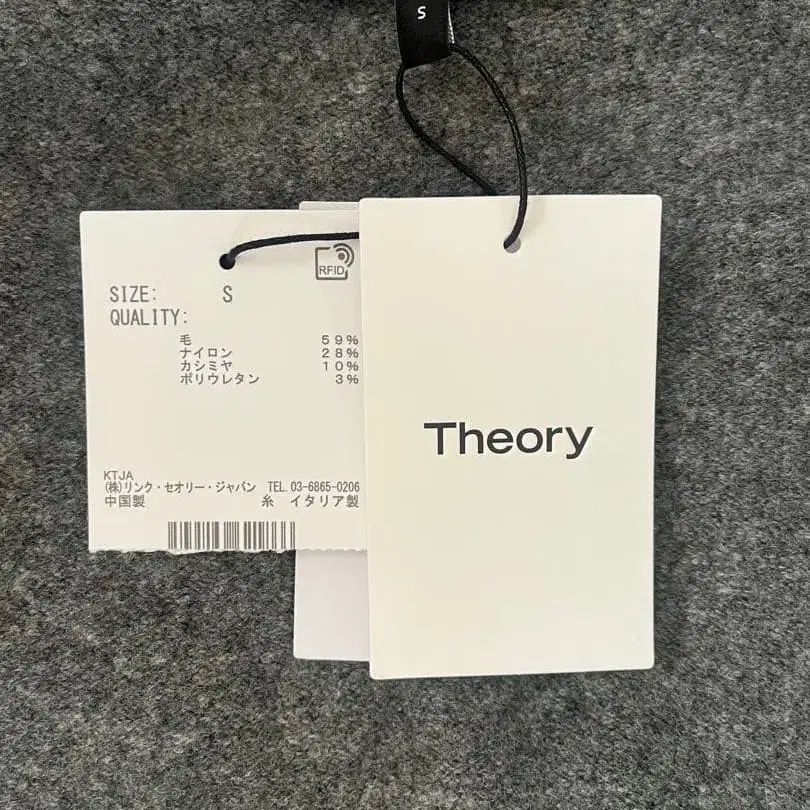 S
RFID
SIZE: S
QUALITY:
毛 59%
ナイロン 28%
カシミヤ 10%
ポリウレタン 3%
KTJA
(株)リンク・セオリー・ジャパン TEL.03-6865-0206
中国製 糸 イタリア製
Theory